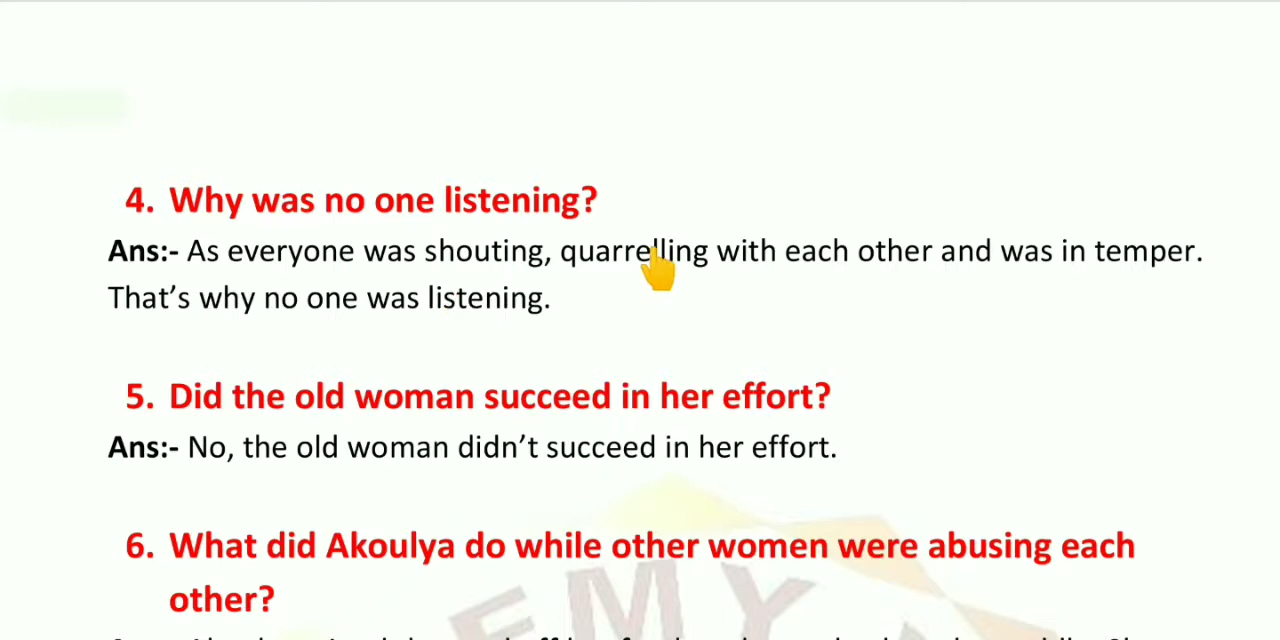 4. Why was no one listening?
Ans:- As everyone was shouting, quarrelling with each other and was in temper.
That's why no one was listening.
5. Did the old woman succeed in her effort?
Ans:- No, the old woman didn't succeed in her effort.
6. What did Akoulya do while other women were abusing each
other?
EMY